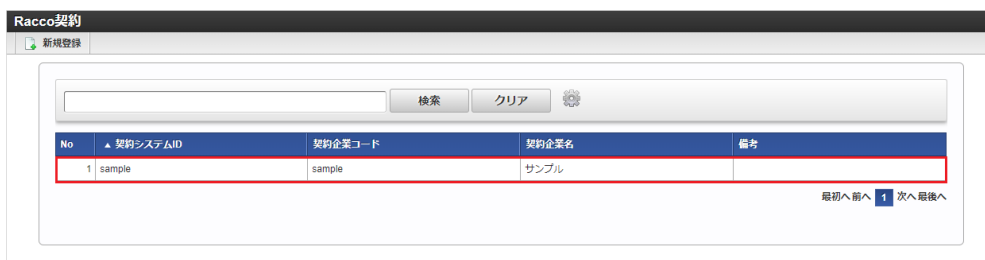 Racco契約
新規登録
検索 クリア
No ▲ 契約システムID 契約企業コード 契約企業名 備考
1 sample sample サンプル
最初へ 前へ 1 次へ 最後へ